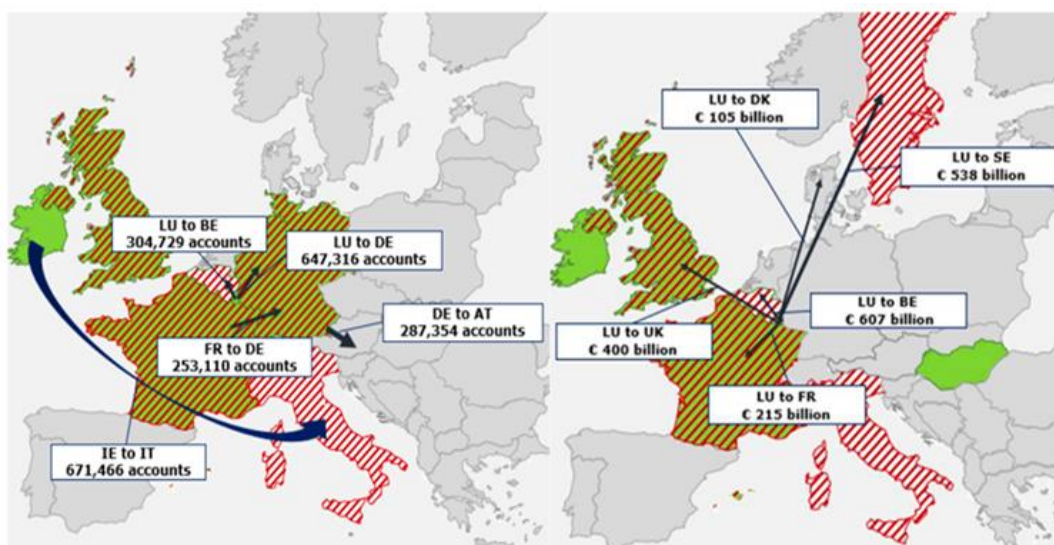 LU to BE
304,729 accounts
LU to DE
647,316 accounts
DE to AT
287,354 accounts
FR to DE
253,110 accounts
IE to IT
671,466 accounts
LU to DK
€ 105 billion
LU to SE
€ 538 billion
LU to BE
€ 607 billion
LU to UK
€ 400 billion
LU to FR
€ 215 billion